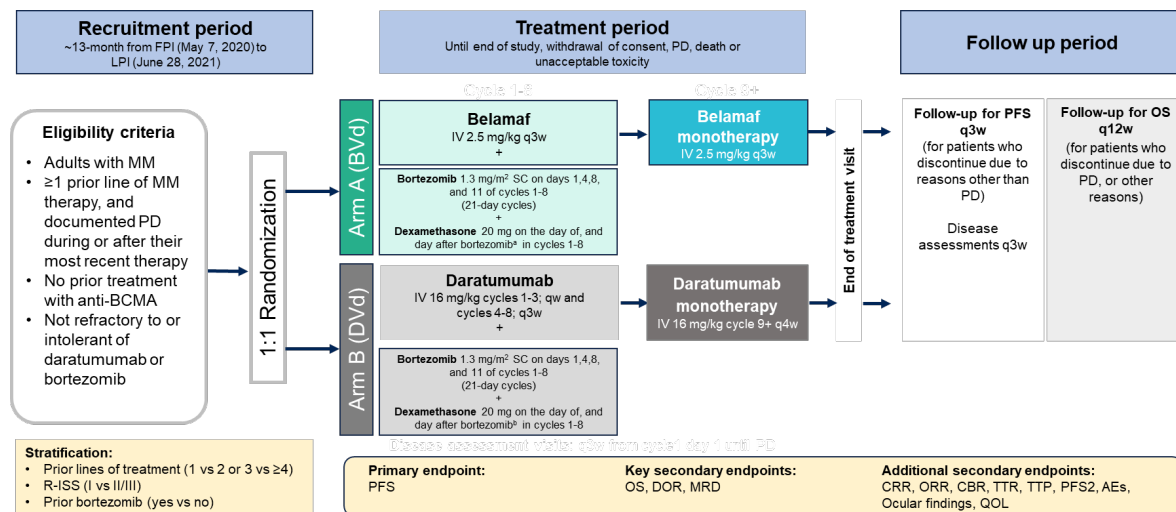 Recruitment period
~13-month from FPI (May 7, 2020) to
LPI (June 28, 2021)
Treatment period
Until end of study, withdrawal of consent, PD, death or
unacceptable toxicity
Follow up period
Eligibility criteria
• Adults with MM
• ≥1 prior line of MM
therapy, and
documented PD
during or after their
most recent therapy
• No prior treatment
with anti-BCMA
• Not refractory to or
intolerant of
daratumumab or
bortezomib
1:1 Randomization
Cycle
Cycle 9+
Arm A (BVd)
Belamaf
IV 2.5 mg/kg q3w
+
Bortezomib 1.3 mg/m² SC on days 1,4,8,
and 11 of cycles 1-8
(21-day cycles)
+
Dexamethasone 20 mg on the day of, and
day after bortezomibᵃ in cycles 1-8
Belamaf
monotherapy
IV 2.5 mg/kg q3w
Arm B (DVd)
Daratumumab
IV 16 mg/kg cycles 1-3; qw and
cycles 4-8; q3w
+
Bortezomib 1.3 mg/m² SC on days 1,4,8,
and 11 of cycles 1-8
(21-day cycles)
+
Dexamethasone 20 mg on the day of, and
day after bortezomibᵇ in cycles 1-8
Daratumumab
monotherapy
IV 16 mg/kg cycle 9+ q4w
Disease assessment visits: q3w from cycle1 day 1 until PD
End of treatment visit
Follow-up for PFS
q3w
(for patients who
discontinue due to
reasons other than
PD)
Disease
assessments q3w
Follow-up for OS
q12w
(for patients who
discontinue due to
PD, or other
reasons)
Stratification:
• Prior lines of treatment (1 vs 2 or 3 vs ≥4)
• R-ISS (I vs II/III)
• Prior bortezomib (yes vs no)
Primary endpoint:
PFS
Key secondary endpoints:
OS, DOR, MRD
Additional secondary endpoints:
CRR, ORR, CBR, TTR, TTP, PFS2, AEs,
Ocular findings, QOL